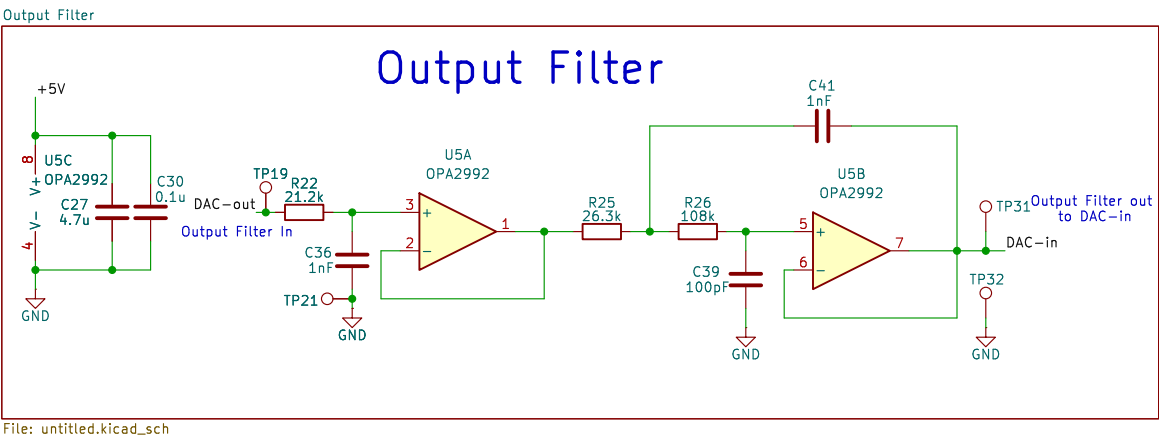 Output Filter
Output Filter
+5V
8
U5C
OPA2992
V+
V-
4
C27
4.7u
C30
0.1u
GND
TP19
DAC-out
Output Filter In
R22
21.2k
C36
1nF
TP21
GND
U5A
OPA2992
3
+
2
-
1
R25
26.3k
R26
108k
C39
100pF
GND
C41
1nF
U5B
OPA2992
5
+
6
-
7
TP31
Output Filter out
to DAC-in
DAC-in
TP32
GND
File: untitled.kicad_sch